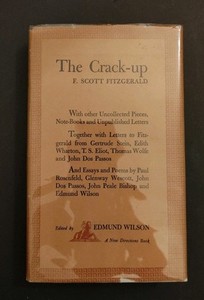 The Crack-up
F. SCOTT FITZGERALD
With other Uncollected Pieces,
Note-Books and Unpublished Letters
Together with Letters to Fitz-
gerald from Gertrude Stein, Edith
Wharton, T. S. Eliot, Thomas Wolfe
and John Dos Passos
And Essays and Poems by Paul
Rosenfeld, Glenway Wescott, John
Dos Passos, John Peale Bishop and
Edmund Wilson
Edited by
EDMUND WILSON
A New Directions Book